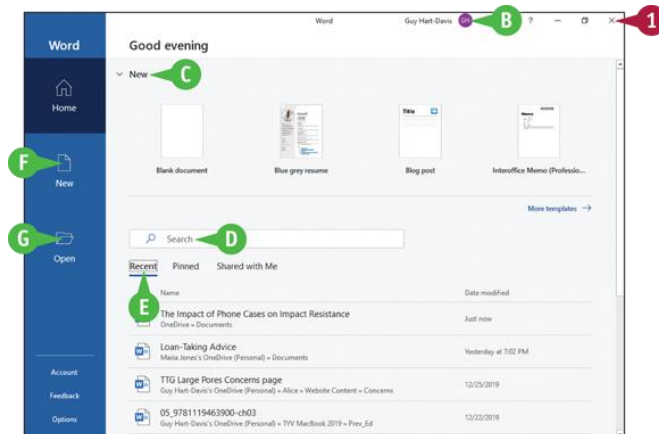 Word
Guy Hart-Davis
GH
B
?
1
Word
Good evening
New
C
Home
Title
Memo
F
New
Blank document
Blue grey resume
Blog post
Interoffice Memo (Professio...
More templates
G
Open
Search
D
Recent
Pinned
Shared with Me
E
Name
Date modified
The Impact of Phone Cases on Impact Resistance
OneDrive » Documents
Just now
Loan-Taking Advice
Maria Jones's OneDrive (Personal) » Documents
Yesterday at 7:02 PM
Account
TTG Large Pores Concerns page
Guy Hart-Davis's OneDrive (Personal) » Alice » Website Content » Concerns
12/25/2019
Feedback
Options
05_9781119463900-ch03
Guy Hart-Davis's OneDrive (Personal) » TYV MacBook 2019 » Prev_Ed
12/22/2019